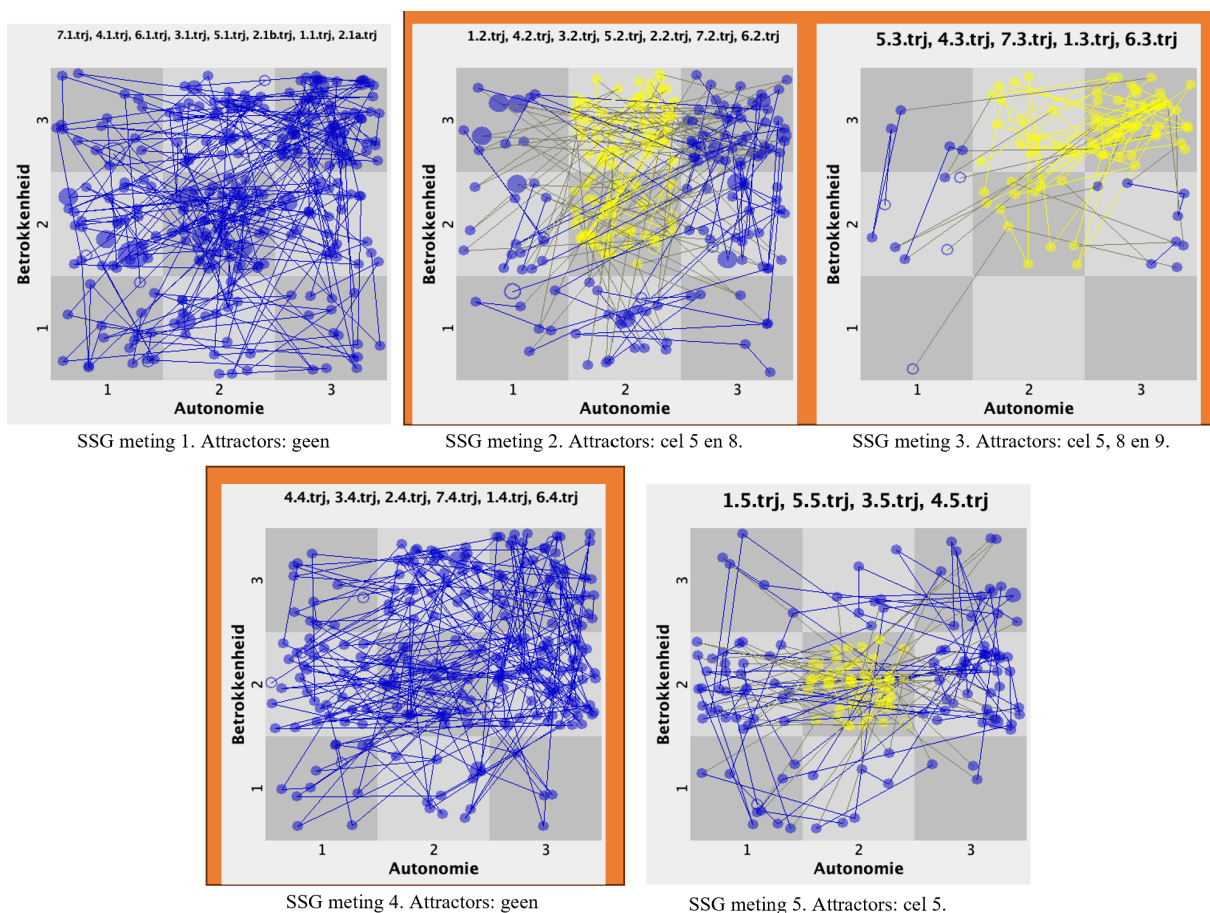 7.1.trj, 4.1.trj, 6.1.trj, 3.1.trj, 5.1.trj, 2.1b.trj, 1.1.trj, 2.1a.trj
Betrokkenheid
3
2
1
1 2 3
Autonomie
SSG meting 1. Attractors: geen
1.2.trj, 4.2.trj, 3.2.trj, 5.2.trj, 2.2.trj, 7.2.trj, 6.2.trj
Betrokkenheid
3
2
1
1 2 3
Autonomie
SSG meting 2. Attractors: cel 5 en 8.
5.3.trj, 4.3.trj, 7.3.trj, 1.3.trj, 6.3.trj
Betrokkenheid
3
2
1
1 2 3
Autonomie
SSG meting 3. Attractors: cel 5, 8 en 9.
4.4.trj, 3.4.trj, 2.4.trj, 7.4.trj, 1.4.trj, 6.4.trj
Betrokkenheid
3
2
1
1 2 3
Autonomie
SSG meting 4. Attractors: geen
1.5.trj, 5.5.trj, 3.5.trj, 4.5.trj
Betrokkenheid
3
2
1
1 2 3
Autonomie
SSG meting 5. Attractors: cel 5.